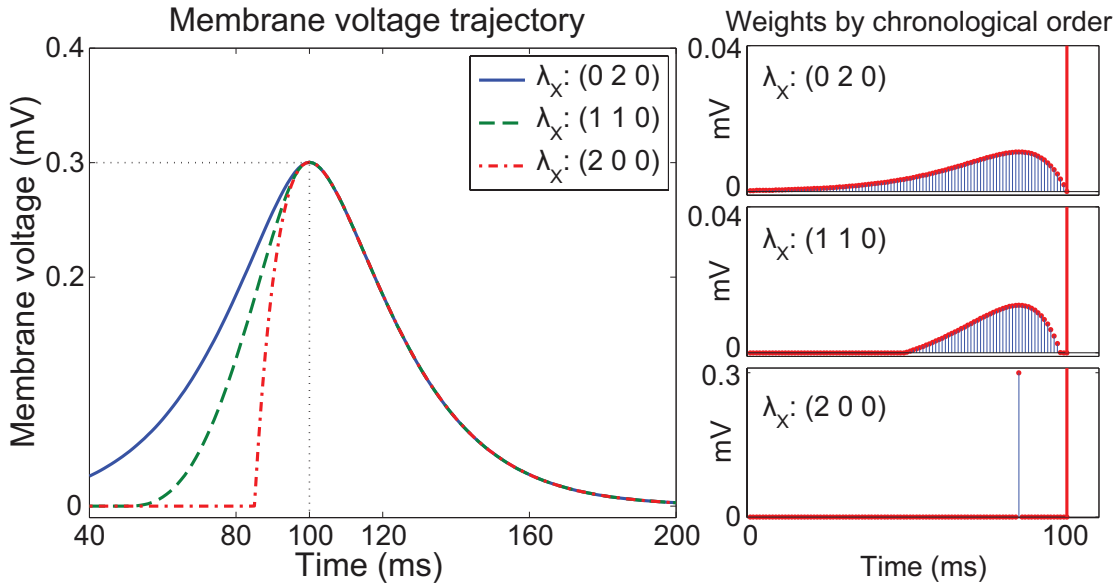 Membrane voltage trajectory
Membrane voltage (mV)
0.4
0.3
0.2
0
λX: (0 2 0)
λX: (1 1 0)
λX: (2 0 0)
40 80 100 120 160 200
Time (ms)
Weights by chronological order
0.04
mV
0
λX: (0 2 0)
0.04
mV
0
λX: (1 1 0)
0.3
mV
0
λX: (2 0 0)
0 100
Time (ms)